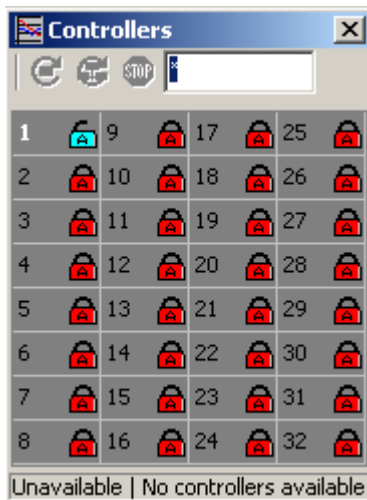 Controllers
STOP *
1 A 9 A 17 A 25 A
2 A 10 A 18 A 26 A
3 A 11 A 19 A 27 A
4 A 12 A 20 A 28 A
5 A 13 A 21 A 29 A
6 A 14 A 22 A 30 A
7 A 15 A 23 A 31 A
8 A 16 A 24 A 32 A
Unavailable | No controllers available